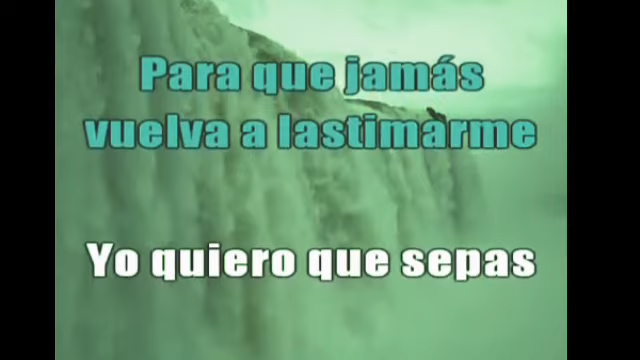 Para que jamás
vuelva a lastimarme
Yo quiero que sepas